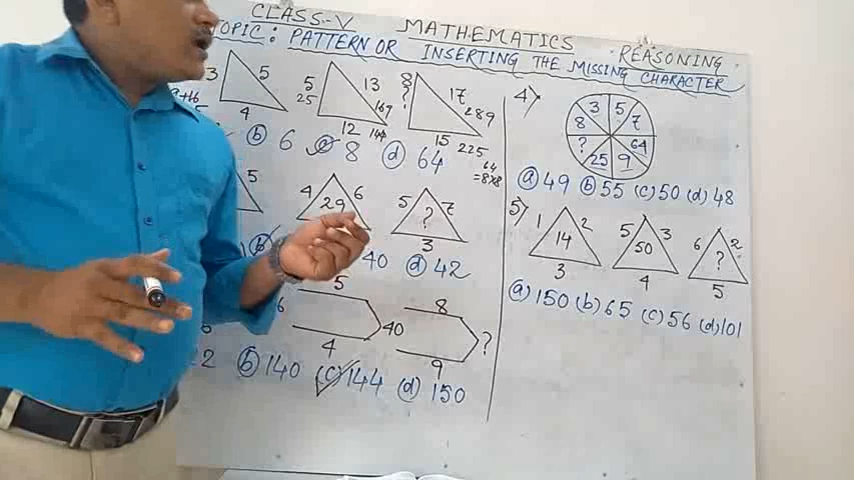 CLASS-V MATHEMATICS REASONING
TOPIC: PATTERN OR INSERTING THE MISSING CHARACTER
3 5 4
5 25 13 169 12 144
8 ? 17 289 15 225
64 =8x8
(b) 6 (c) 8 (d) 64
5
4 6 29
5 7 ? 3
40 (d) 42
6 5 4 40
8 9 ?
2 (b) 140 (c) 144 (d) 150
4)
3 5 7 64 9 25 ? 8
(a) 49 (b) 55 (c) 50 (d) 48
5)
1 2 14 3
5 3 50 4
6 2 ? 5
(a) 150 (b) 65 (c) 56 (d) 101